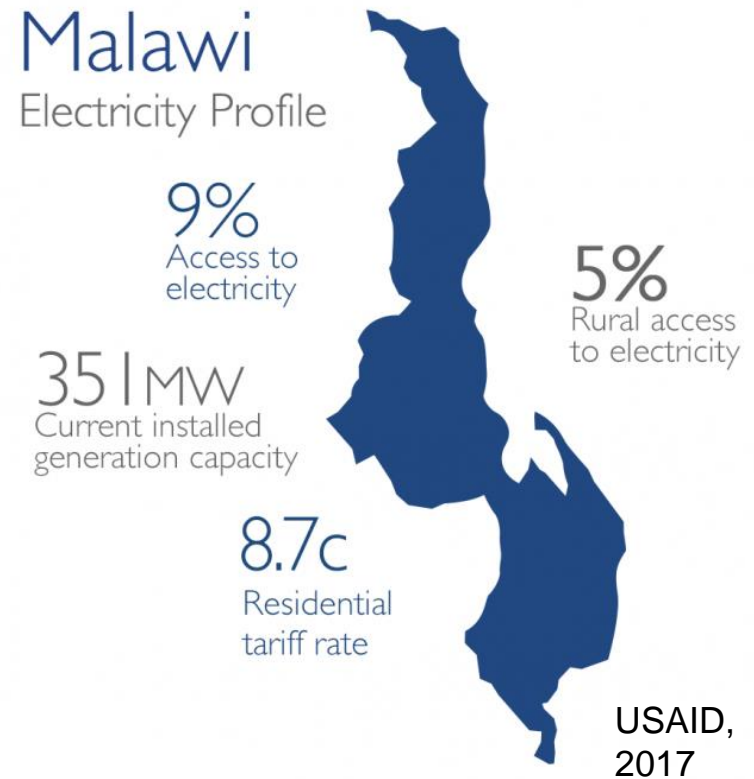 Malawi
Electricity Profile
9%
Access to
electricity
5%
Rural access
to electricity
351MW
Current installed
generation capacity
8.7c
Residential
tariff rate
USAID,
2017